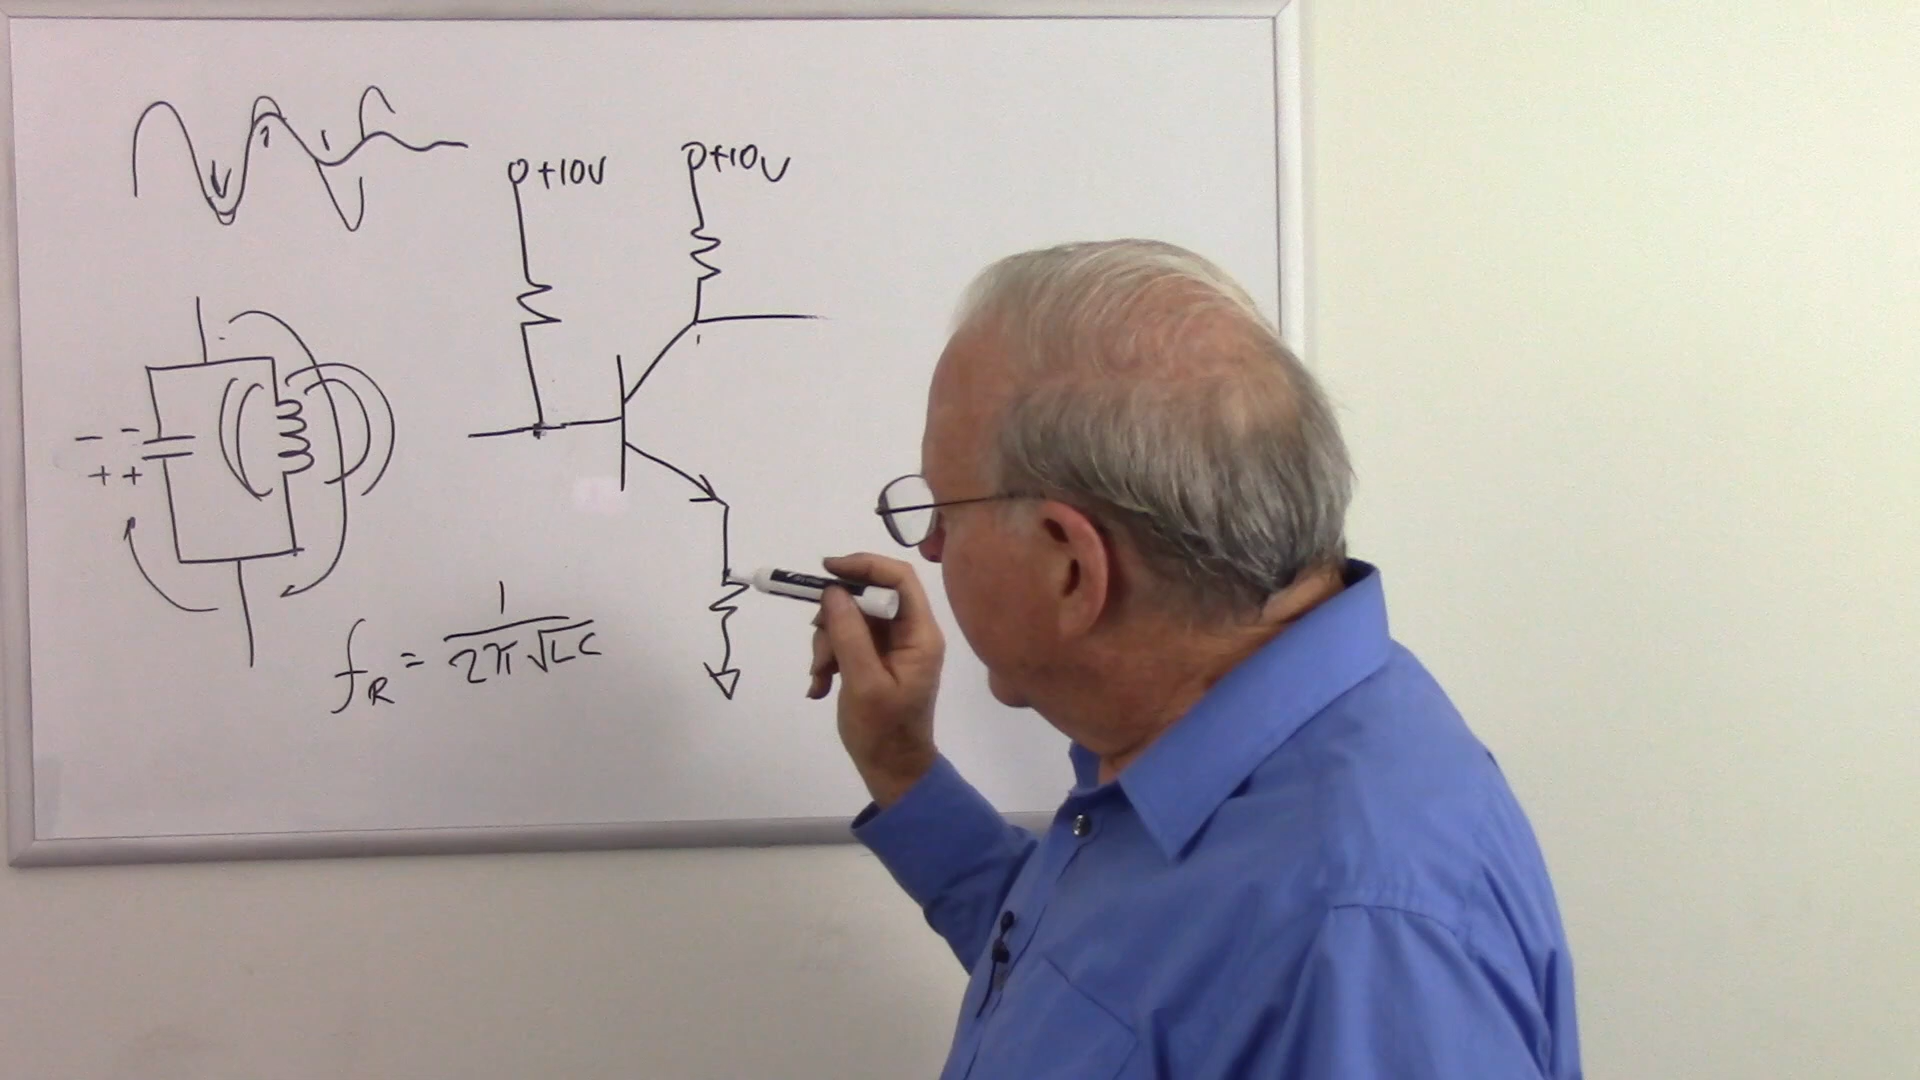 +10V
+10V
- -
+ +
f_R = 1 / 2π√LC